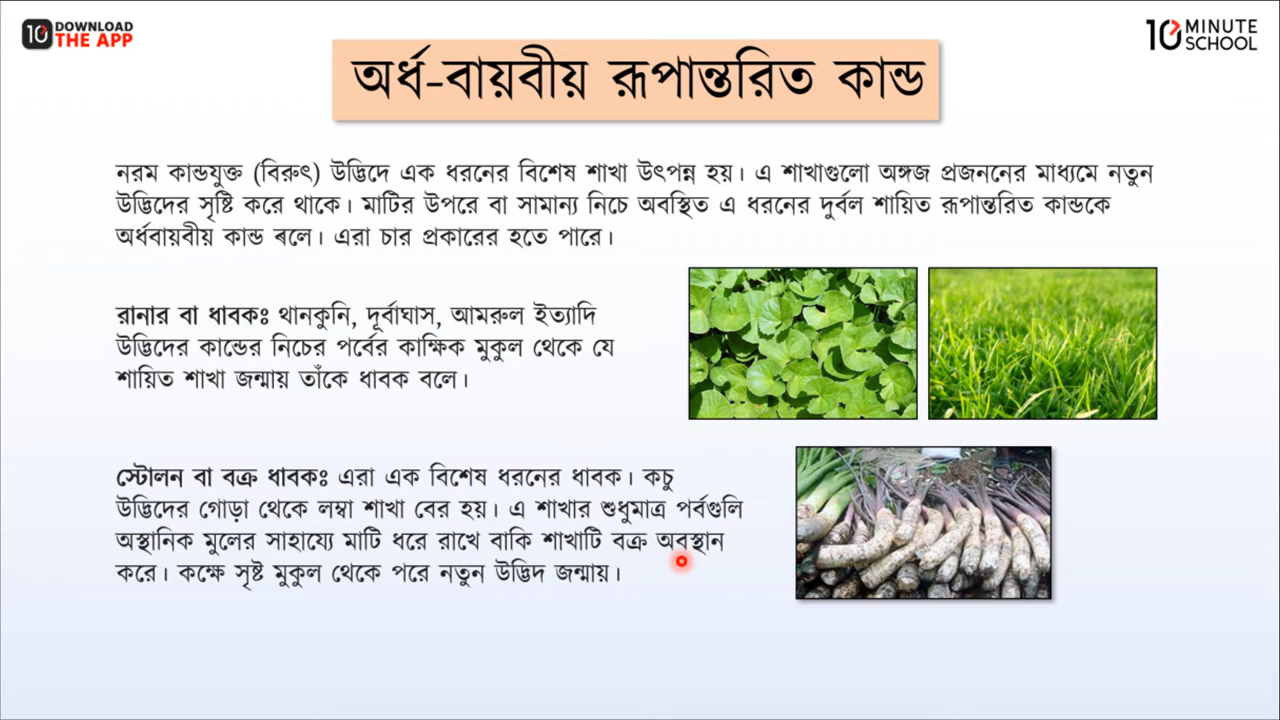 10 DOWNLOAD
THE APP
10 MINUTE
SCHOOL
অর্ধ-বায়বীয় রূপান্তরিত কান্ড
নরম কান্ডযুক্ত (বিরুৎ) উদ্ভিদে এক ধরনের বিশেষ শাখা উৎপন্ন হয়। এ শাখাগুলো অঙ্গজ প্রজননের মাধ্যমে নতুন
উদ্ভিদের সৃষ্টি করে থাকে। মাটির উপরে বা সামান্য নিচে অবস্থিত এ ধরনের দুর্বল শায়িত রূপান্তরিত কান্ডকে
অর্ধবায়বীয় কান্ড ৰলে। এরা চার প্রকারের হতে পারে।
রানার বা ধাবকঃ থানকুনি, দূর্বাঘাস, আমরুল ইত্যাদি
উদ্ভিদের কান্ডের নিচের পর্বের কাক্ষিক মুকুল থেকে যে
শায়িত শাখা জন্মায় তাঁকে ধাবক বলে।
স্টোলন বা বক্র ধাবকঃ এরা এক বিশেষ ধরনের ধাবক। কচু
উদ্ভিদের গোড়া থেকে লম্বা শাখা বের হয়। এ শাখার শুধুমাত্র পর্বগুলি
অস্থানিক মুলের সাহায্যে মাটি ধরে রাখে বাকি শাখাটি বক্র অবস্থান
করে। কক্ষে সৃষ্ট মুকুল থেকে পরে নতুন উদ্ভিদ জন্মায়।